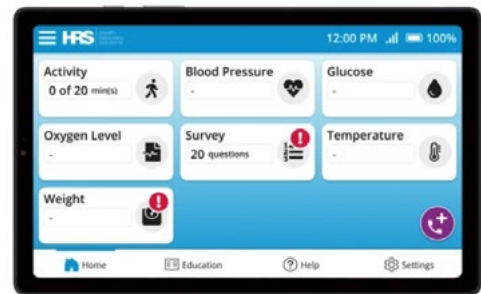 HRS
12:00 PM 100%
Activity
0 of 20 min(s)
Blood Pressure
-
Glucose
-
Oxygen Level
-
Survey
20 questions
Temperature
-
Weight
-
Home Education Help Settings